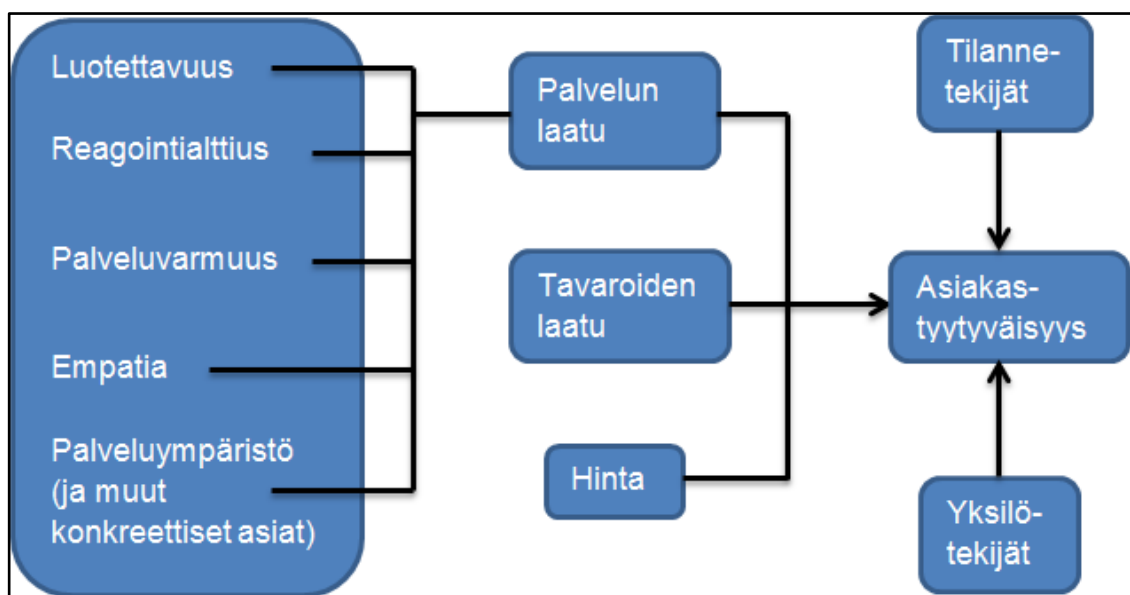 Luotettavuus
Reagointialttius
Palveluvarmuus
Empatia
Palveluympäristö
(ja muut
konkreettiset asiat)
Palvelun
laatu
Tavaroiden
laatu
Hinta
Tilanne-
tekijät
Asiakas-
tyytyväisyys
Yksilö-
tekijät